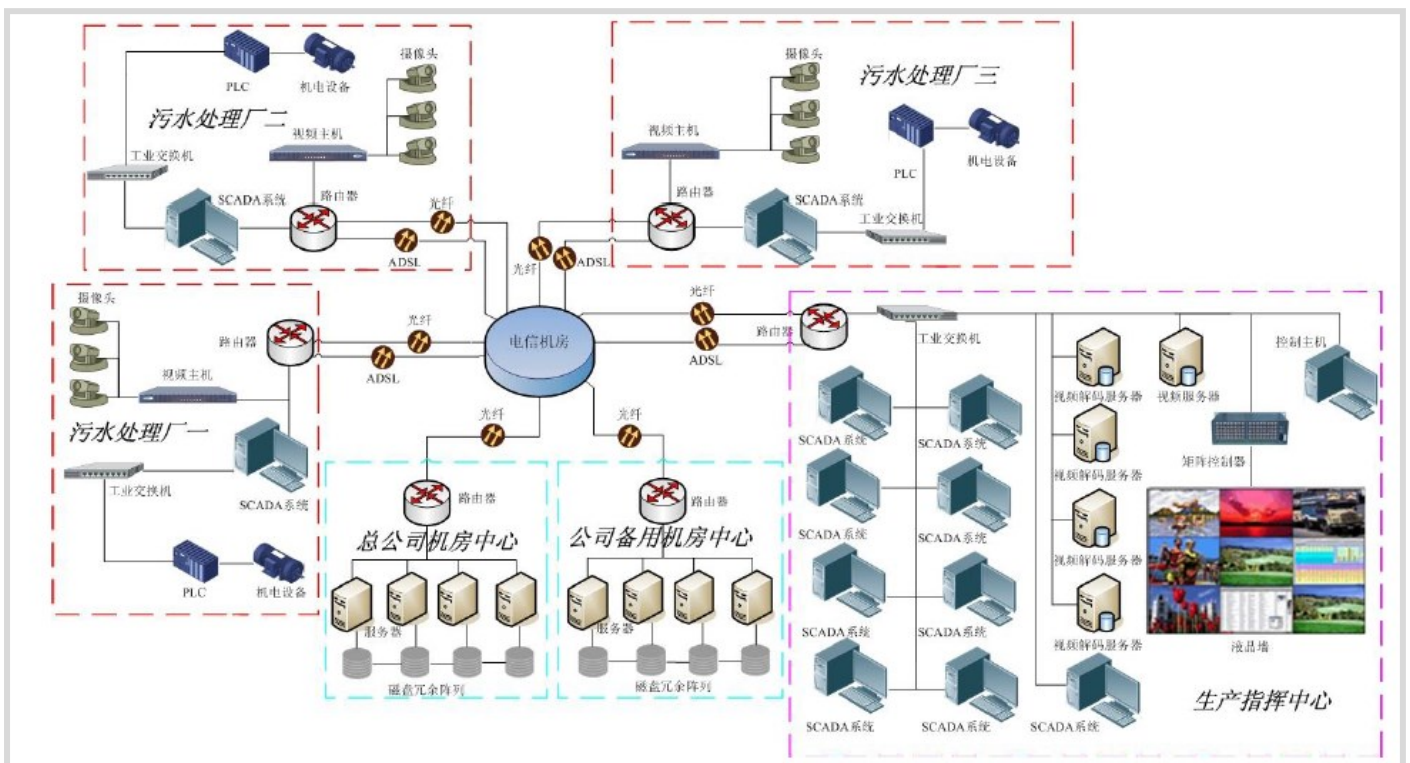 PLC
机电设备
摄像头
污水处理厂二
视频主机
工业交换机
SCADA系统
路由器
光纤
ADSL
摄像头
污水处理厂三
视频主机
PLC
机电设备
路由器
SCADA系统
工业交换机
光纤
ADSL
摄像头
路由器
光纤
ADSL
视频主机
污水处理厂一
工业交换机
SCADA系统
PLC
机电设备
电信机房
光纤
ADSL
光纤
光纤
路由器
总公司机房中心
服务器
磁盘冗余阵列
路由器
公司备用机房中心
服务器
磁盘冗余阵列
路由器
工业交换机
控制主机
视频解码服务器
视频服务器
SCADA系统
SCADA系统
视频解码服务器
矩阵控制器
SCADA系统
SCADA系统
视频解码服务器
SCADA系统
SCADA系统
视频解码服务器
液晶墙
SCADA系统
SCADA系统
SCADA系统
生产指挥中心